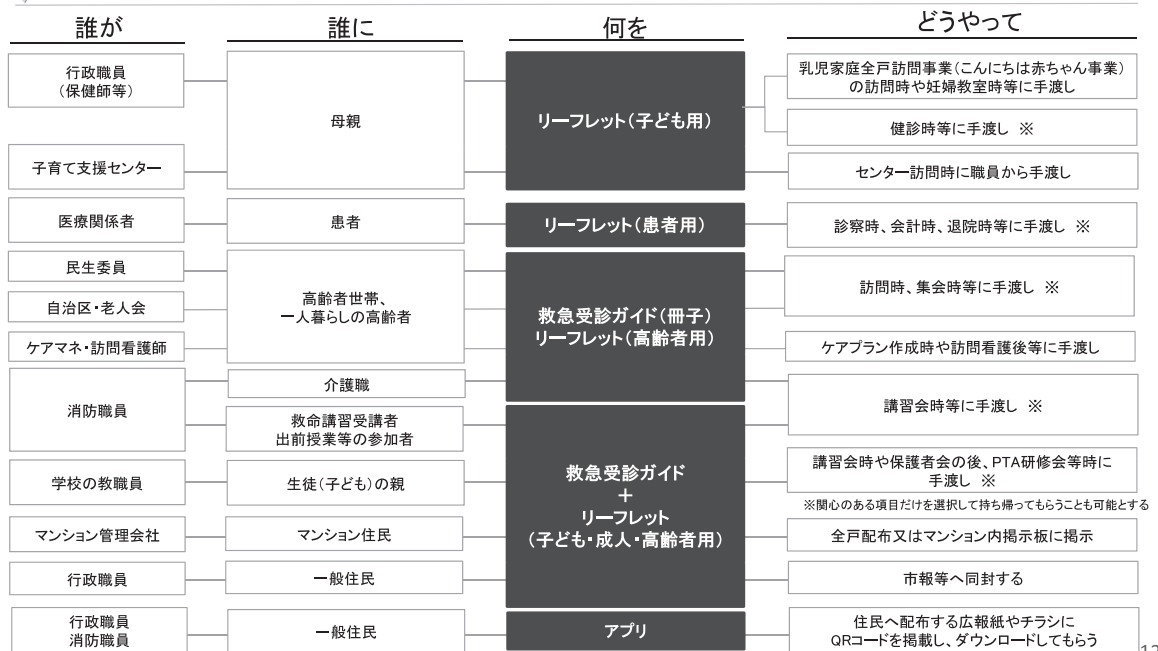 誰が
誰に
何を
どうやって
行政職員
(保健師等)
母親
リーフレット(子ども用)
乳児家庭全戸訪問事業(こんにちは赤ちゃん事業)
の訪問時や妊婦教室時等に手渡し
健診時等に手渡し ※
子育て支援センター
センター訪問時に職員から手渡し
医療関係者
患者
リーフレット(患者用)
診察時、会計時、退院時等に手渡し ※
民生委員
自治区・老人会
ケアマネ・訪問看護師
高齢者世帯、
一人暮らしの高齢者
救急受診ガイド(冊子)
リーフレット(高齢者用)
訪問時、集会時等に手渡し ※
ケアプラン作成時や訪問看護後等に手渡し
消防職員
介護職
救命講習受講者
出前授業等の参加者
講習会時等に手渡し ※
学校の教職員
生徒(子ども)の親
救急受診ガイド
+
リーフレット
(子ども・成人・高齢者用)
講習会時や保護者会の後、PTA研修会等時に
手渡し ※
※関心のある項目だけを選択して持ち帰ってもらうことも可能とする
マンション管理会社
マンション住民
全戸配布又はマンション内掲示板に掲示
行政職員
一般住民
市報等へ同封する
行政職員
消防職員
一般住民
アプリ
住民へ配布する広報紙やチラシに
QRコードを掲載し、ダウンロードしてもらう